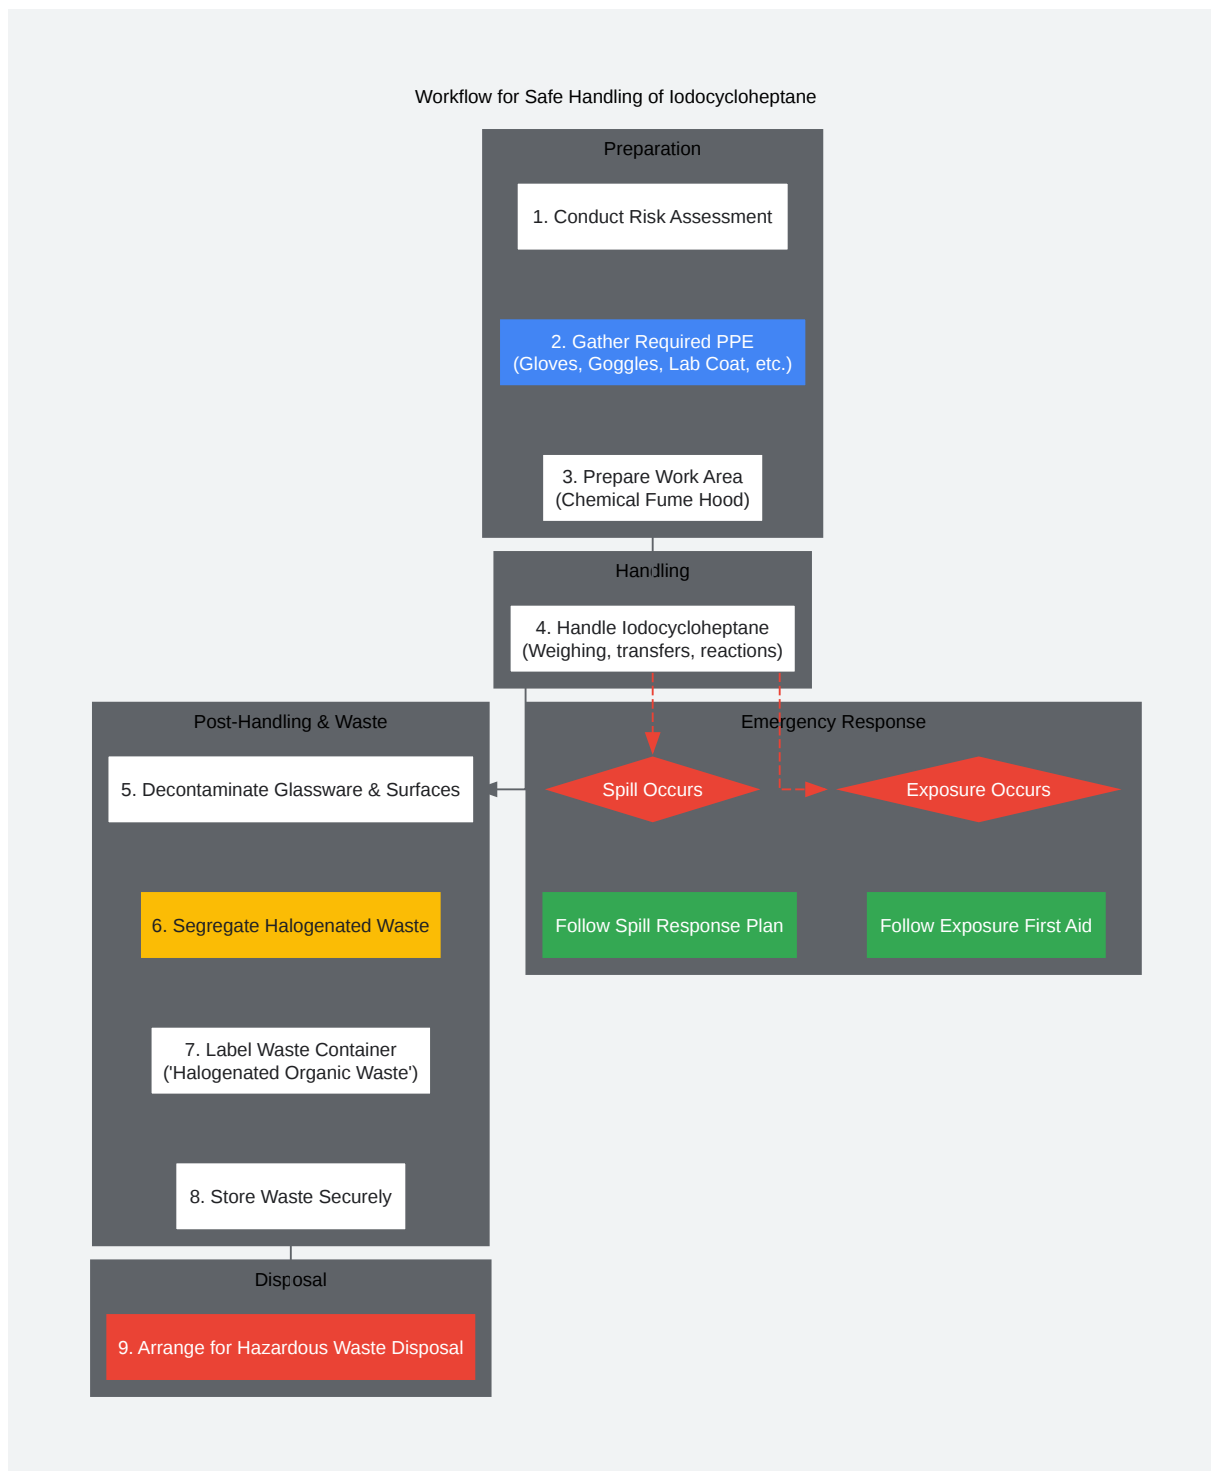 Workflow for Safe Handling of Iodocycloheptane
Preparation
1. Conduct Risk Assessment
2. Gather Required PPE
(Gloves, Goggles, Lab Coat, etc.)
3. Prepare Work Area
(Chemical Fume Hood)
Handling
4. Handle Iodocycloheptane
(Weighing, transfers, reactions)
Post-Handling & Waste
5. Decontaminate Glassware & Surfaces
6. Segregate Halogenated Waste
7. Label Waste Container
('Halogenated Organic Waste')
8. Store Waste Securely
Emergency Response
Spill Occurs
Exposure Occurs
Follow Spill Response Plan
Follow Exposure First Aid
Disposal
9. Arrange for Hazardous Waste Disposal